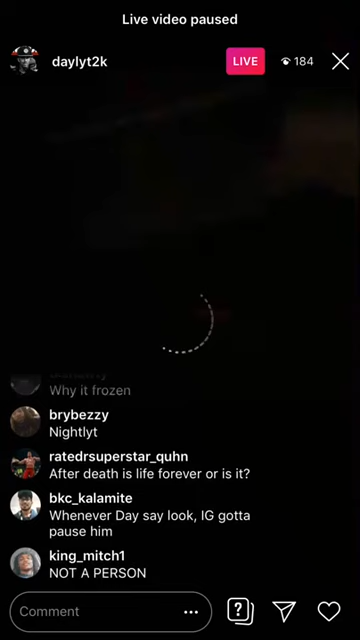 Live video paused
daylyt2k
LIVE
184
Why it frozen
brybezzy
Nightlyt
ratedrsuperstar_quhn
After death is life forever or is it?
bkc_kalamite
Whenever Day say look, IG gotta
pause him
king_mitch1
NOT A PERSON
Comment